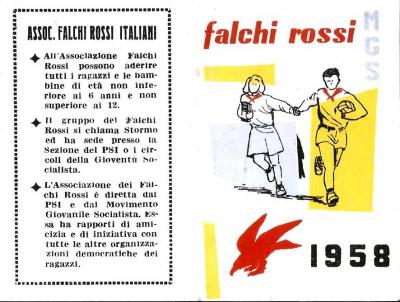 ASSOC. FALCHI ROSSI ITALIANI
All'Associazione Falchi
Rossi possono aderire
tutti i ragazzi e le bam-
bine di età non infe-
riore ai 6 anni e non
superiore ai 12.
Il gruppo dei Falchi
Rossi si chiama Stormo
ed ha sede presso la
Sezione del PSI o i cir-
coli della Gioventù So-
cialista.
L'Associazione dei Fal-
chi Rossi è diretta dal
PSI e dal Movimento
Giovanile Socialista. Es-
sa ha rapporti di ami-
cizia e di iniziativa con
tutte le altre organizza-
zioni democratiche dei
ragazzi.
falchi rossi
MGS
1958